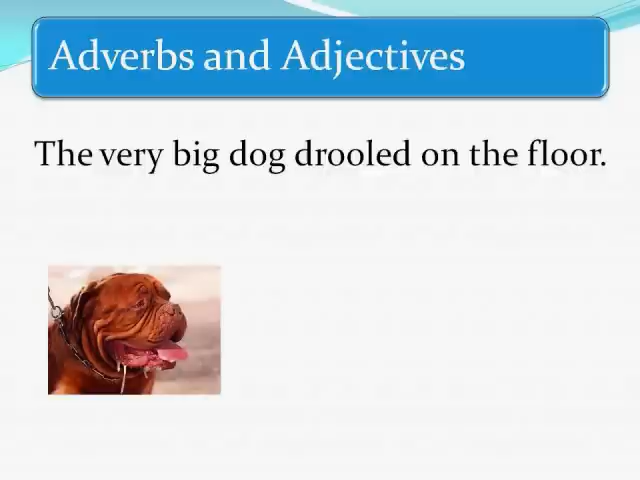 Adverbs and Adjectives
The very big dog drooled on the floor.